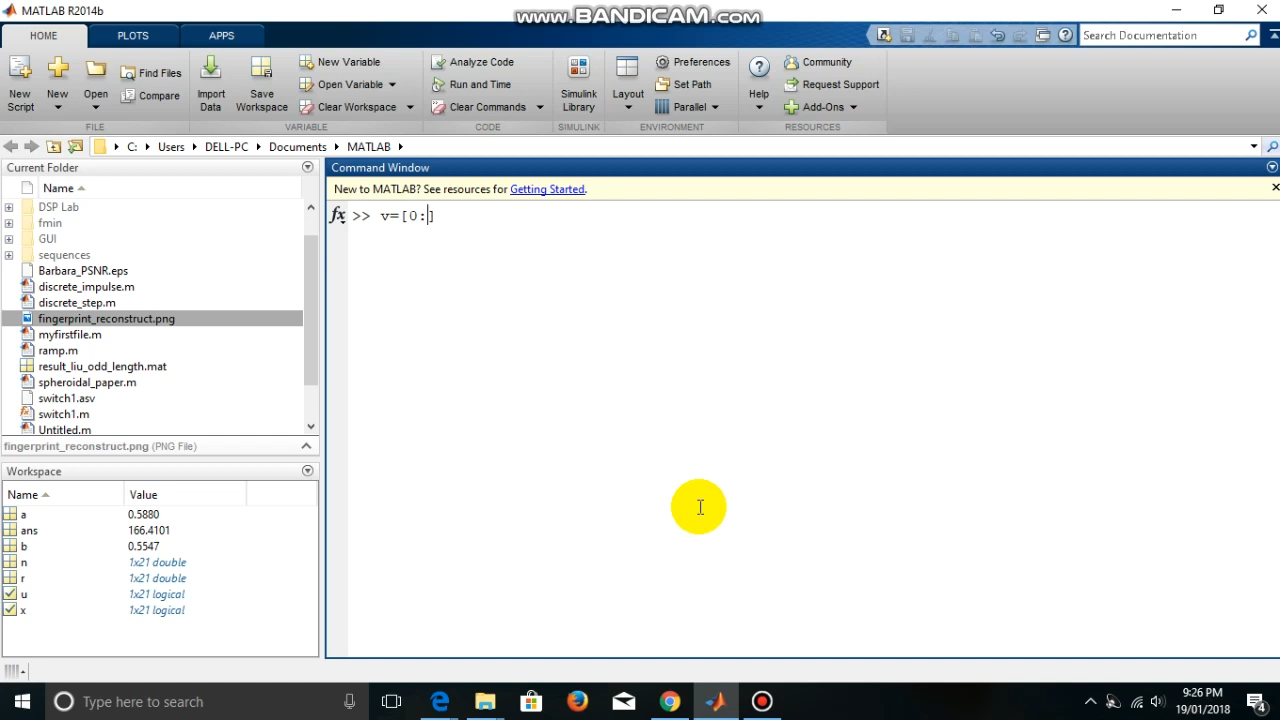 MATLAB R2014b
www.BANDICAM.com
HOME
PLOTS
APPS
Search Documentation
New Script
New
Open
Find Files
Compare
FILE
Import Data
Save Workspace
New Variable
Open Variable
Clear Workspace
VARIABLE
Analyze Code
Run and Time
Clear Commands
CODE
Simulink Library
SIMULINK
Layout
Preferences
Set Path
Parallel
ENVIRONMENT
Help
Community
Request Support
Add-Ons
RESOURCES
C: Users DELL-PC Documents MATLAB
Current Folder
Name
DSP Lab
fmin
GUI
sequences
Barbara_PSNR.eps
discrete_impulse.m
discrete_step.m
fingerprint_reconstruct.png
myfirstfile.m
ramp.m
result_liu_odd_length.mat
spheroidal_paper.m
switch1.asv
switch1.m
Untitled.m
fingerprint_reconstruct.png (PNG File)
Workspace
Name Value
a 0.5880
ans 166.4101
b 0.5547
n 1x21 double
r 1x21 double
u 1x21 logical
x 1x21 logical
Command Window
New to MATLAB? See resources for Getting Started.
fx >> v=[0:]
Type here to search
9:26 PM
19/01/2018
4